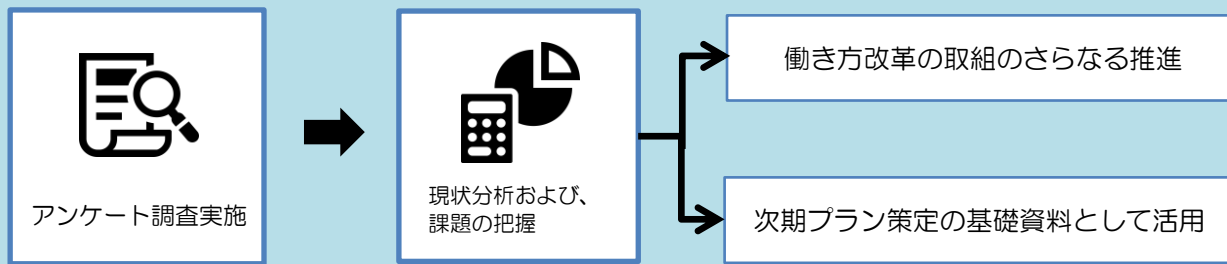 アンケート調査実施
現状分析および、
課題の把握
働き方改革の取組のさらなる推進
次期プラン策定の基礎資料として活用